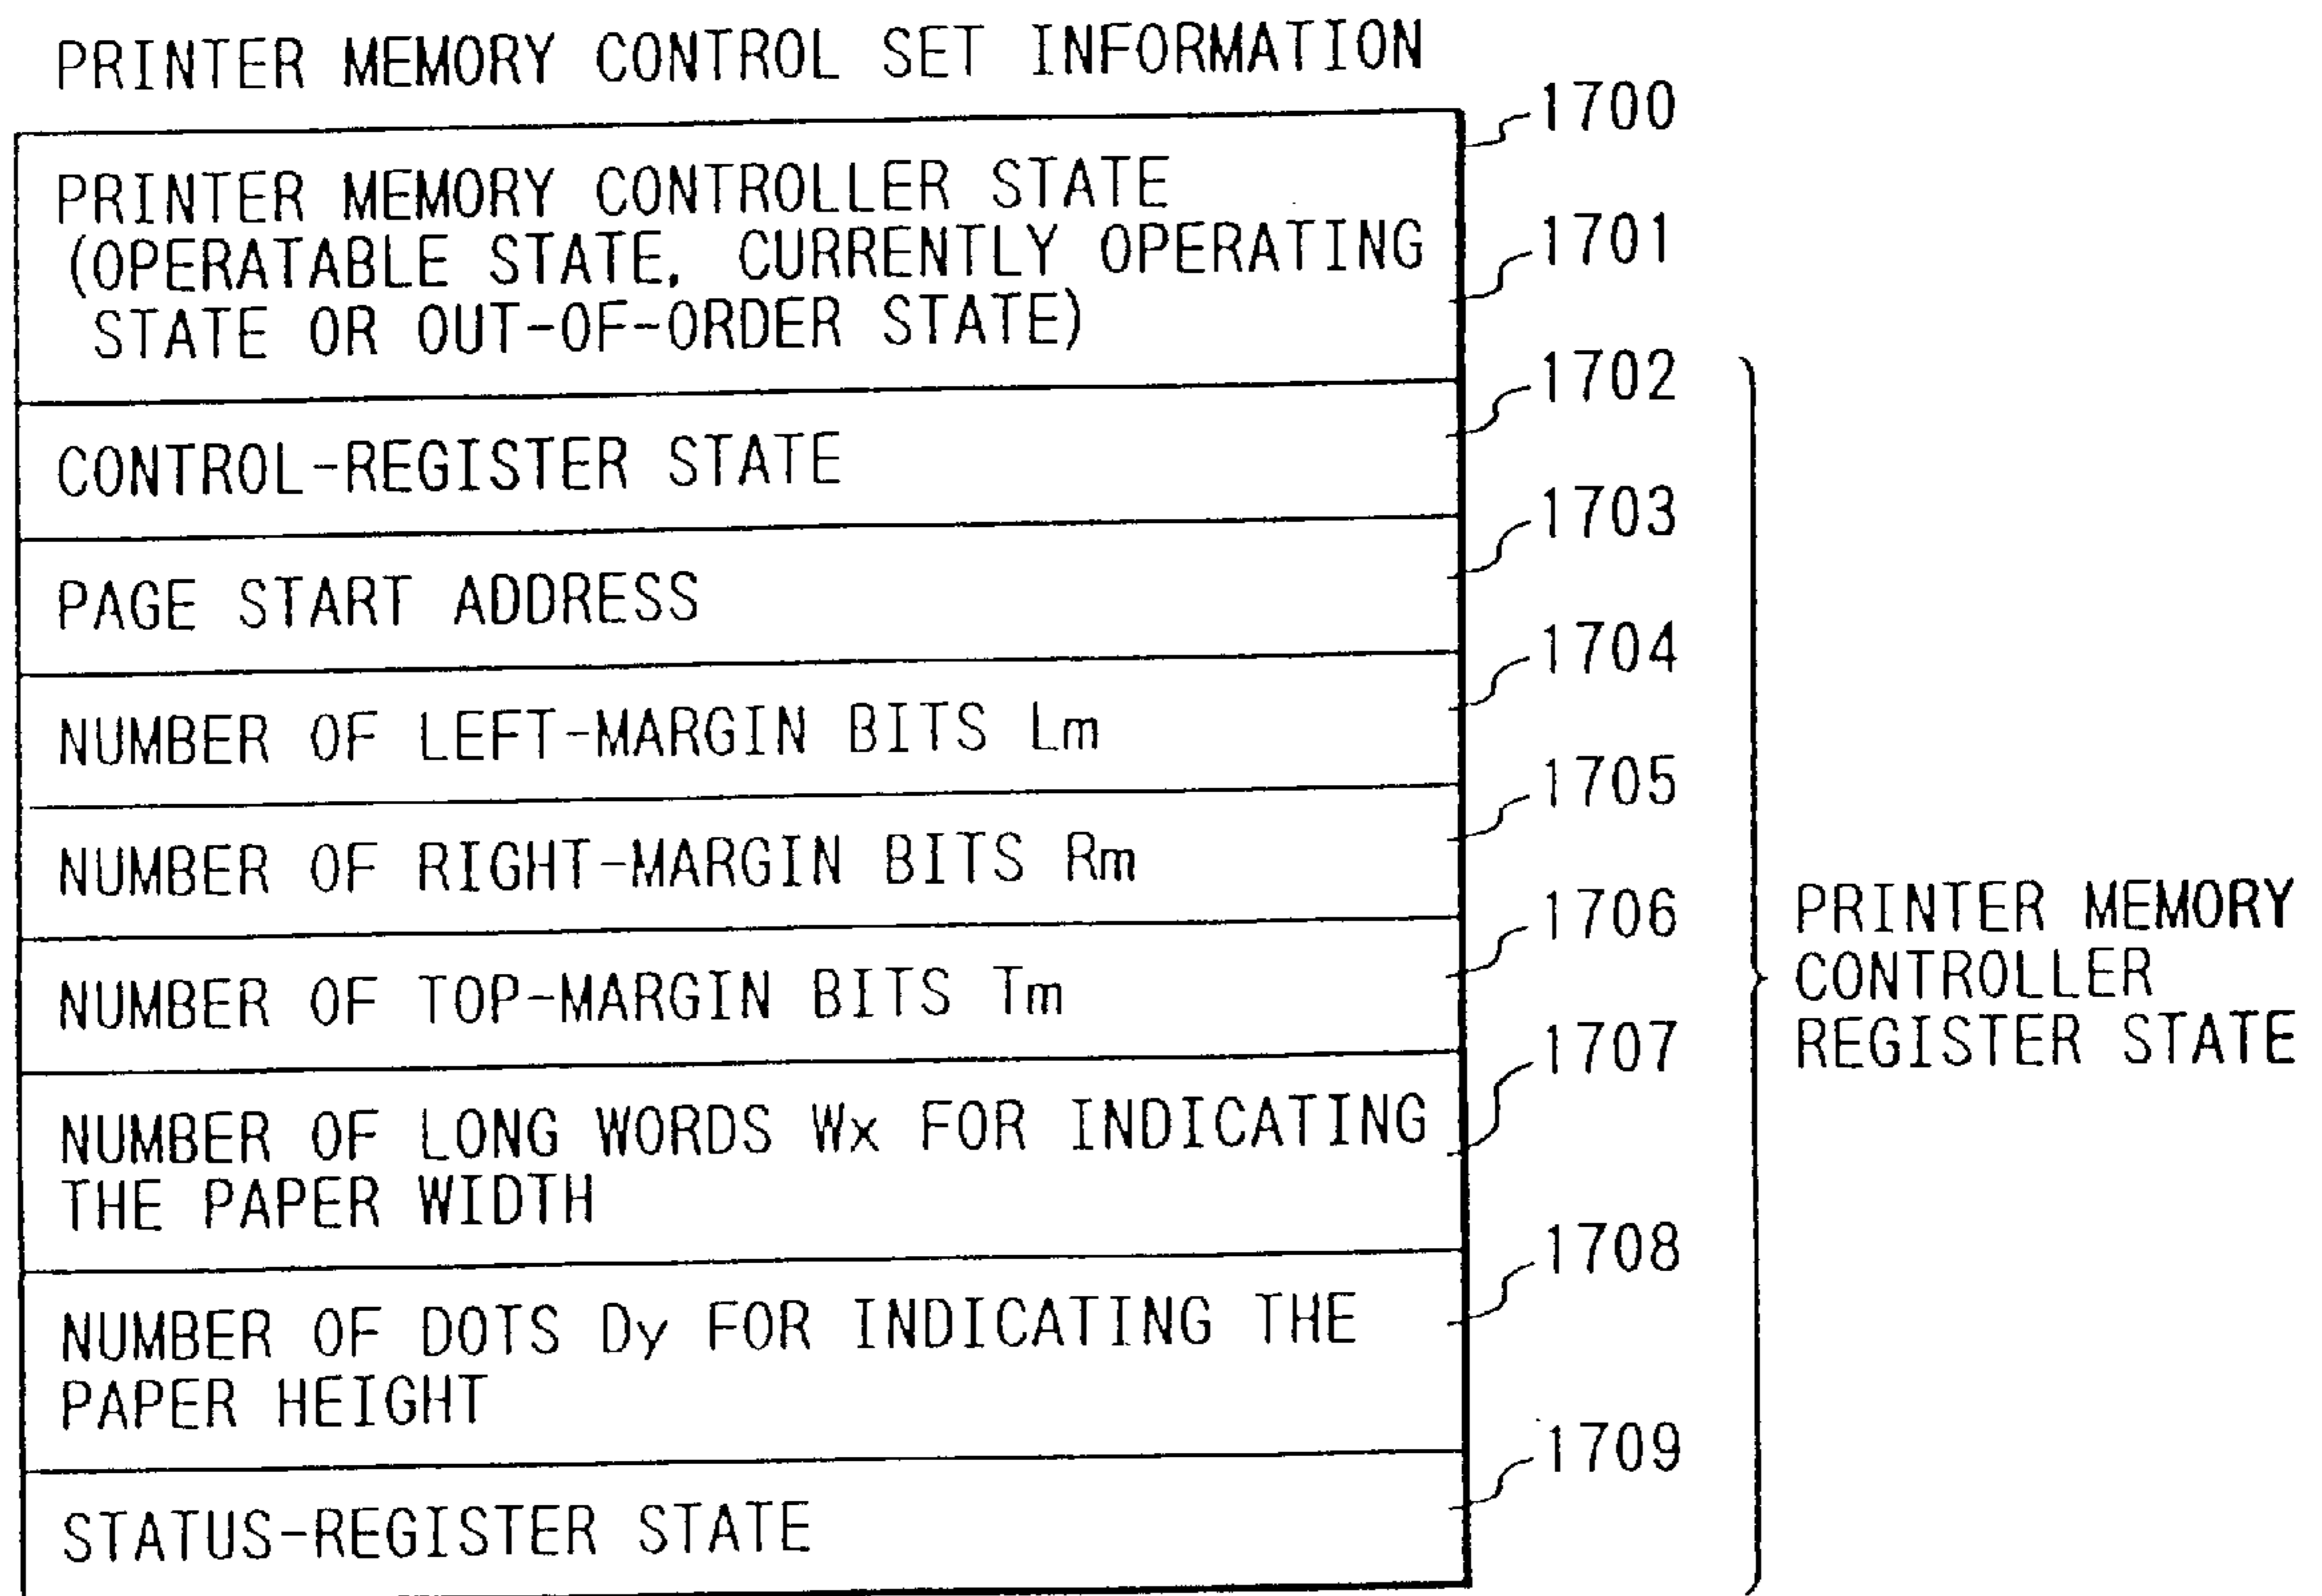 PRINTER MEMORY CONTROL SET INFORMATION
1700
PRINTER MEMORY CONTROLLER STATE
(OPERATABLE STATE, CURRENTLY OPERATING
STATE OR OUT-OF-ORDER STATE)
1701
1702
CONTROL-REGISTER STATE
1703
PAGE START ADDRESS
1704
NUMBER OF LEFT-MARGIN BITS Lm
1705
NUMBER OF RIGHT-MARGIN BITS Rm
1706
NUMBER OF TOP-MARGIN BITS Tm
1707
NUMBER OF LONG WORDS Wx FOR INDICATING
THE PAPER WIDTH
1708
NUMBER OF DOTS Dy FOR INDICATING THE
PAPER HEIGHT
1709
STATUS-REGISTER STATE
PRINTER MEMORY
CONTROLLER
REGISTER STATE